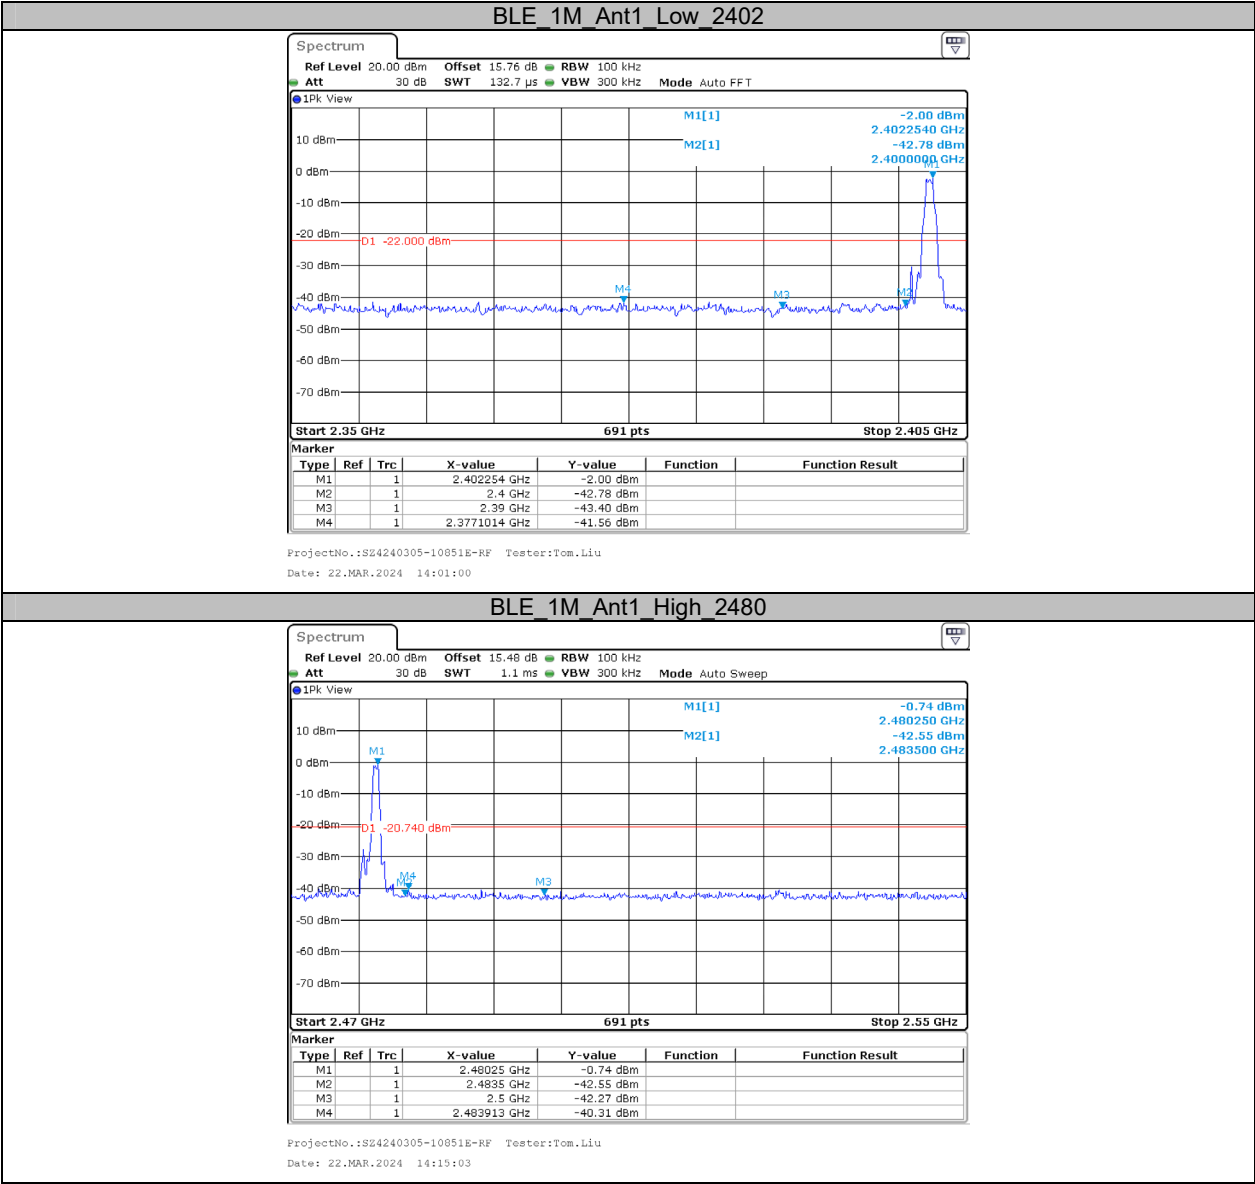 BLE_1M_Ant1_Low_2402
Spectrum
Ref Level 20.00 dBm Offset 15.76 dB RBW 100 kHz
Att 30 dB SWT 132.7 µs VBW 300 kHz Mode Auto FFT
1Pk View
M1[1] -2.00 dBm
2.4022540 GHz
10 dBm
M2[1] -42.78 dBm
2.4000000 GHz
M1
0 dBm
-10 dBm
-20 dBm
D1 -22.000 dBm
-30 dBm
M4 M3 M2
-40 dBm
-50 dBm
-60 dBm
-70 dBm
Start 2.35 GHz 691 pts Stop 2.405 GHz
Marker
Type Ref Trc X-value Y-value Function Function Result
M1 1 2.402254 GHz -2.00 dBm
M2 1 2.4 GHz -42.78 dBm
M3 1 2.39 GHz -43.40 dBm
M4 1 2.3771014 GHz -41.56 dBm
ProjectNo.:SZ4240305-10851E-RF Tester:Tom.Liu
Date: 22.MAR.2024 14:01:00
BLE_1M_Ant1_High_2480
Spectrum
Ref Level 20.00 dBm Offset 15.48 dB RBW 100 kHz
Att 30 dB SWT 1.1 ms VBW 300 kHz Mode Auto Sweep
1Pk View
M1[1] -0.74 dBm
2.480250 GHz
10 dBm
M2[1] -42.55 dBm
2.483500 GHz
M1
0 dBm
-10 dBm
-20 dBm
D1 -20.740 dBm
-30 dBm
M4
M2 M3
-40 dBm
-50 dBm
-60 dBm
-70 dBm
Start 2.47 GHz 691 pts Stop 2.55 GHz
Marker
Type Ref Trc X-value Y-value Function Function Result
M1 1 2.48025 GHz -0.74 dBm
M2 1 2.4835 GHz -42.55 dBm
M3 1 2.5 GHz -42.27 dBm
M4 1 2.483913 GHz -40.31 dBm
ProjectNo.:SZ4240305-10851E-RF Tester:Tom.Liu
Date: 22.MAR.2024 14:15:03